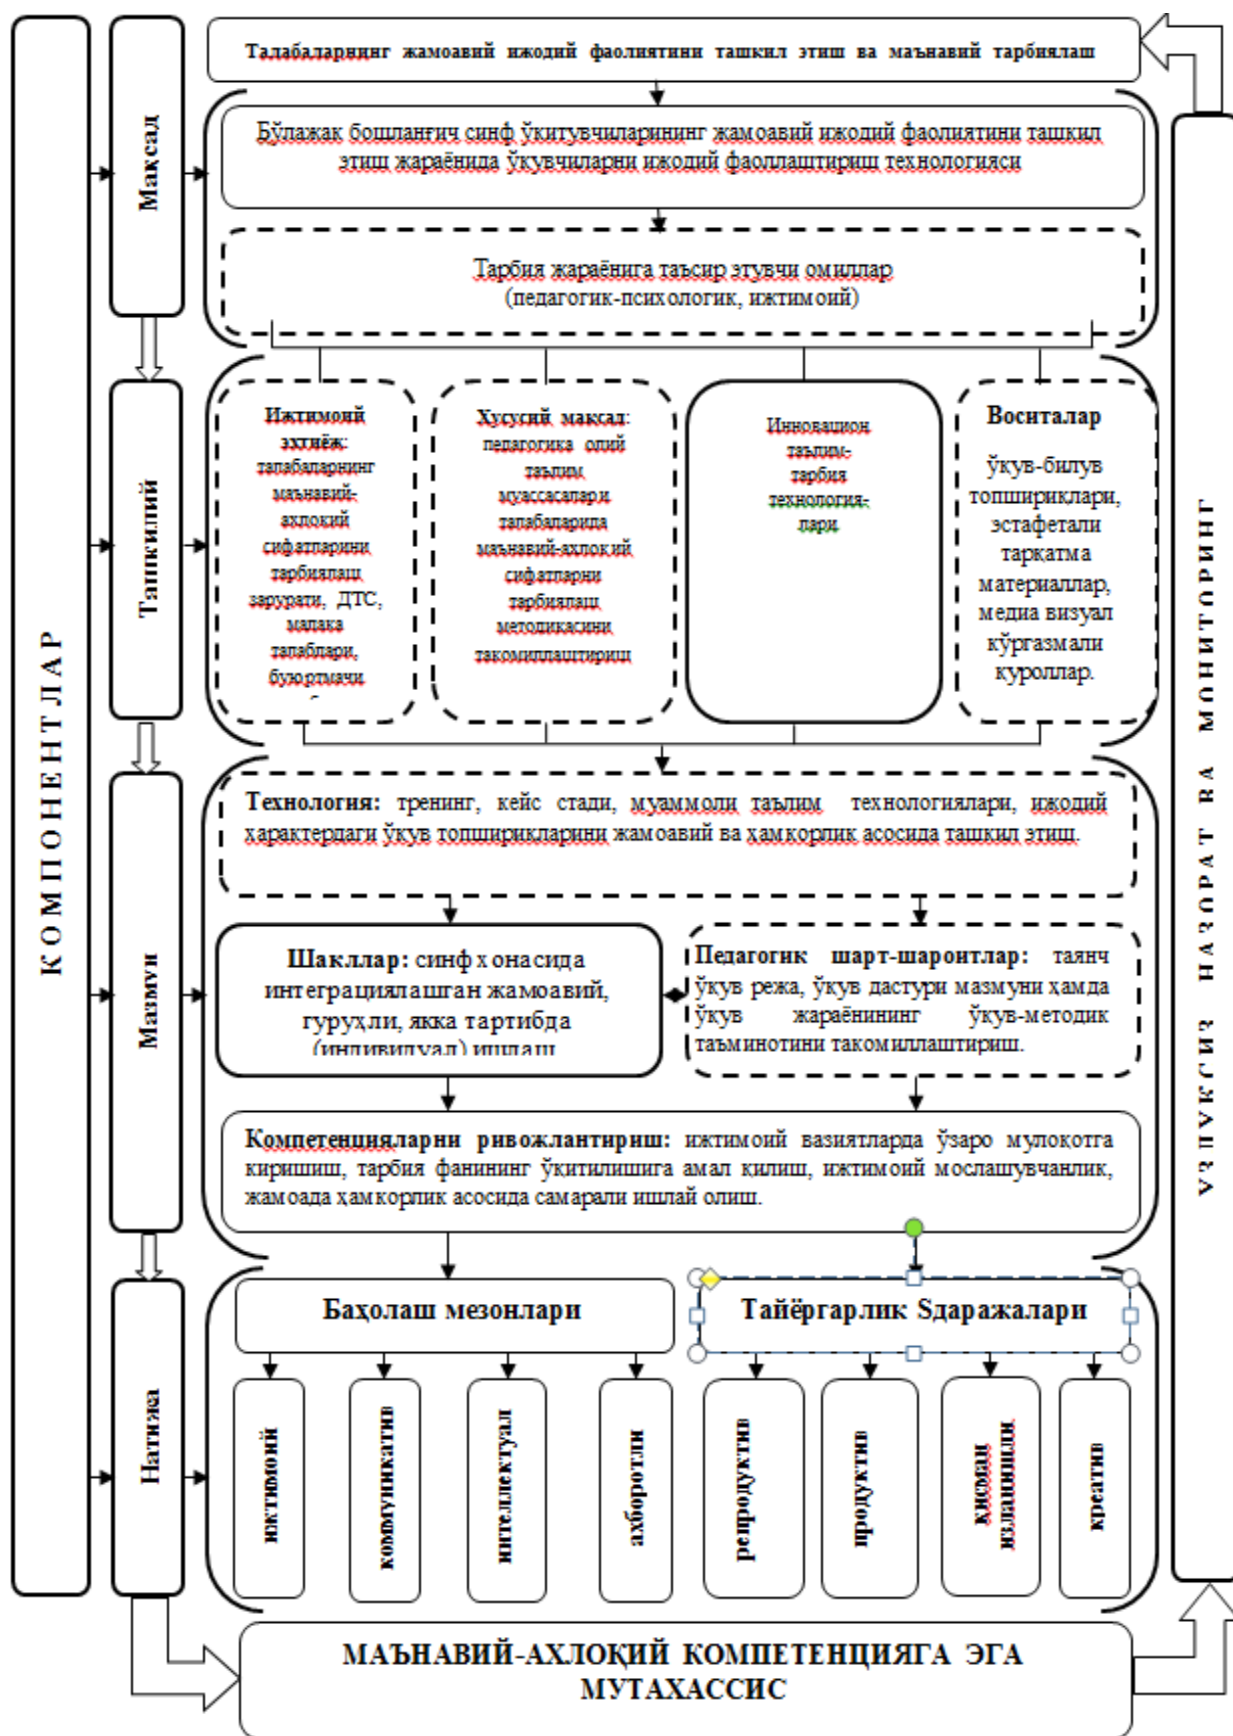 Талабаларнинг жамоавий ижодий фаолиятини ташкил этиш ва маънавий тарбиялаш
КОМПОНЕНТЛАР
Мақсад
Бўлажак бошланғич синф ўқитувчиларининг жамоавий ижодий фаолиятини ташкил
этиш жараёнида ўқувчиларни ижодий фаоллаштириш технологияси
Тарбия жараёнига таъсир этувчи омиллар
(педагогик-психологик, ижтимоий)
Ташкилий
Ижтимоий
эҳтиёж:
талабаларнинг
маънавий-
ахлоқий
сифатларини
тарбиялаш
зарурати, ДТС,
малака
талаблари,
буюртмачи
Хусусий мақсад:
педагогика олий
таълим
муассасалари
талабаларида
маънавий-ахлоқий
сифатларни
тарбиялаш
методикасини
такомиллаштириш
Инновацион
таълим-
тарбия
технология-
лари
Воситалар
ўқув-билув
топшириқлари,
эстафетали
тарқатма
материаллар,
медиа визуал
кўргазмали
қуроллар.
УЗЛУКСИЗ НАЗОРАТ ВА МОНИТОРИНГ
Мазмун
Технология: тренинг, кейс стади, муаммоли таълим технологиялари, ижодий
характердаги ўқув топшириқларини жамоавий ва ҳамкорлик асосида ташкил этиш.
Шакллар: синф хонасида
интеграциялашган жамоавий,
гуруҳли, якка тартибда
(индивидуал) ишлаш
Педагогик шарт-шароитлар: таянч
ўқув режа, ўқув дастури мазмуни ҳамда
ўқув жараёнининг ўқув-методик
таъминотини такомиллаштириш.
Компетенцияларни ривожлантириш: ижтимоий вазиятларда ўзаро мулоқотга
киришиш, тарбия фанининг ўқитилишига амал қилиш, ижтимоий мослашувчанлик,
жамоада ҳамкорлик асосида самарали ишлай олиш.
Натижа
Баҳолаш мезонлари
Тайёргарлик Sдаражалари
ижтимоий
коммуникатив
интеллектуал
ахборотли
репродуктив
продуктив
қисман
изланишли
креатив
МАЪНАВИЙ-АХЛОҚИЙ КОМПЕТЕНЦИЯГА ЭГА
МУТАХАССИС